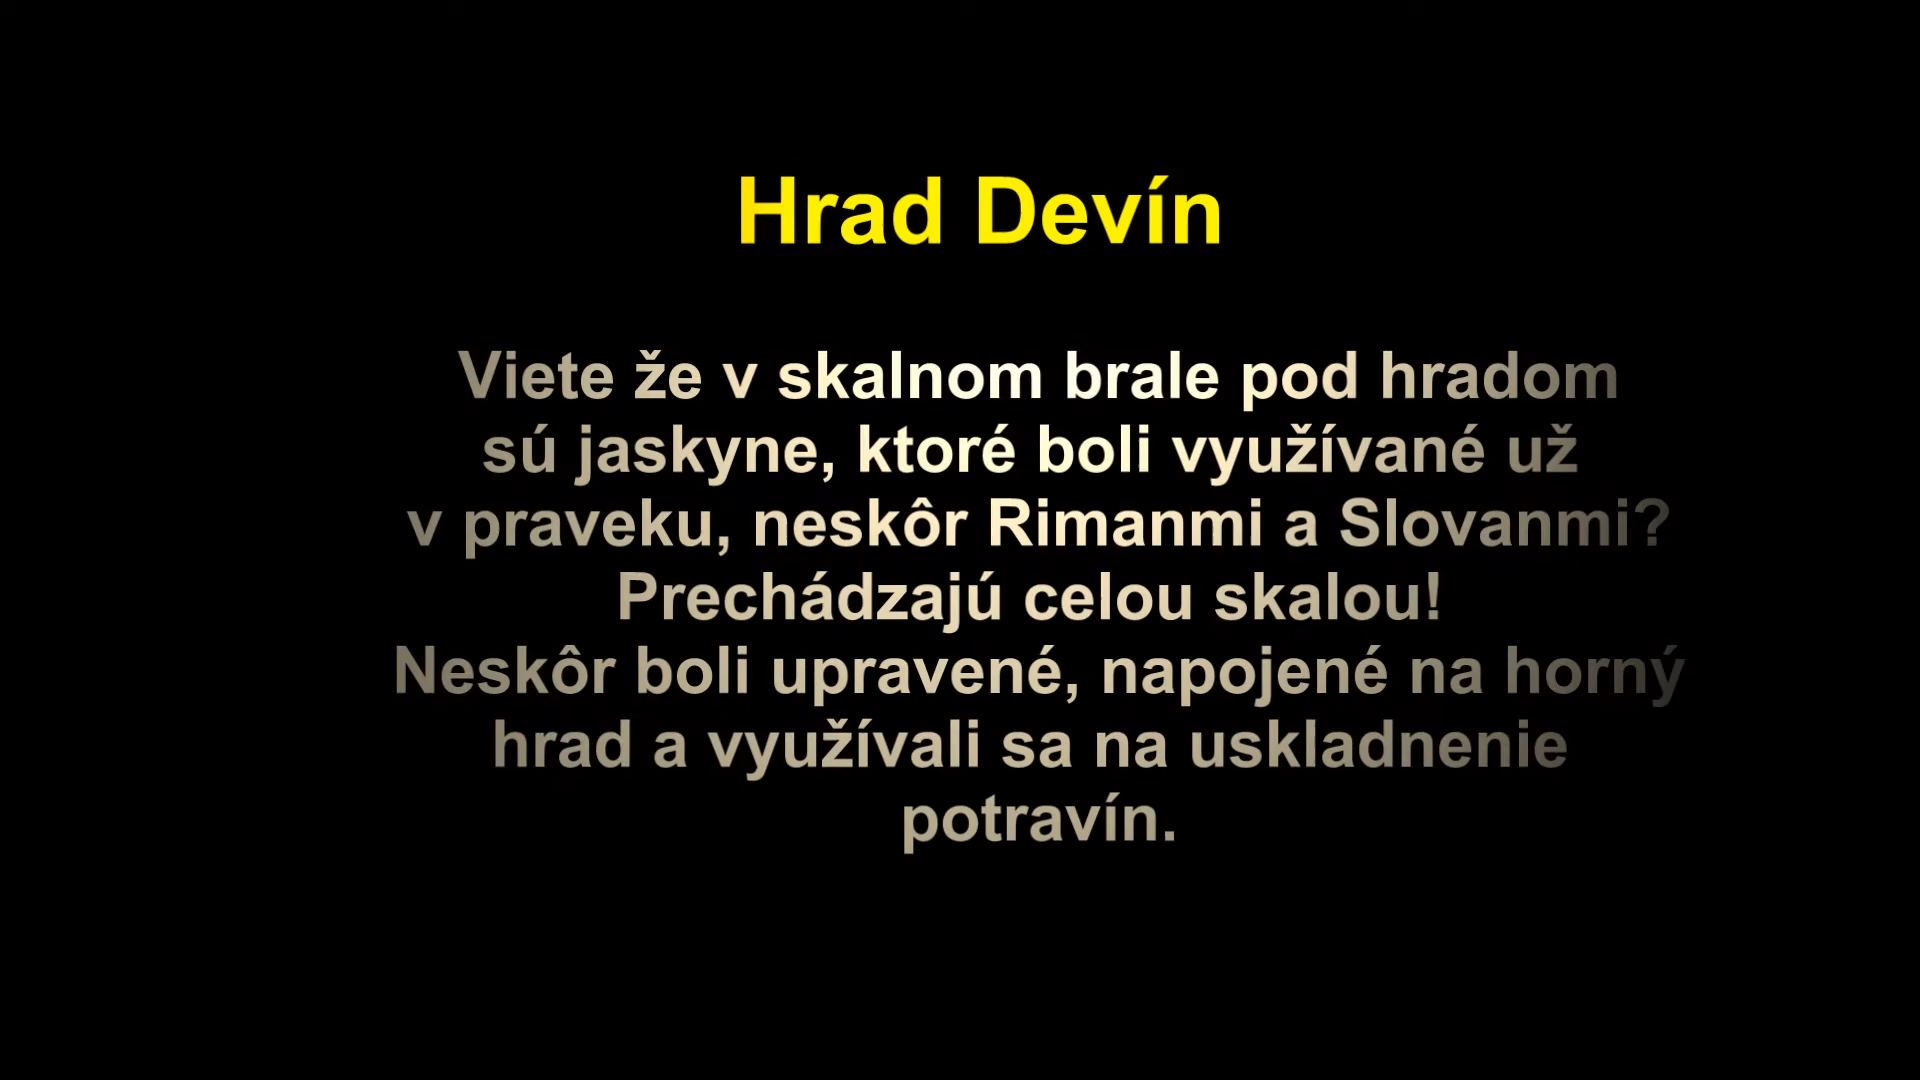 Hrad Devín
Viete že v skalnom brale pod hradom
sú jaskyne, ktoré boli využívané už
v praveku, neskôr Rimanmi a Slovanmi?
Prechádzajú celou skalou!
Neskôr boli upravené, napojené na horný
hrad a využívali sa na uskladnenie
potravín.